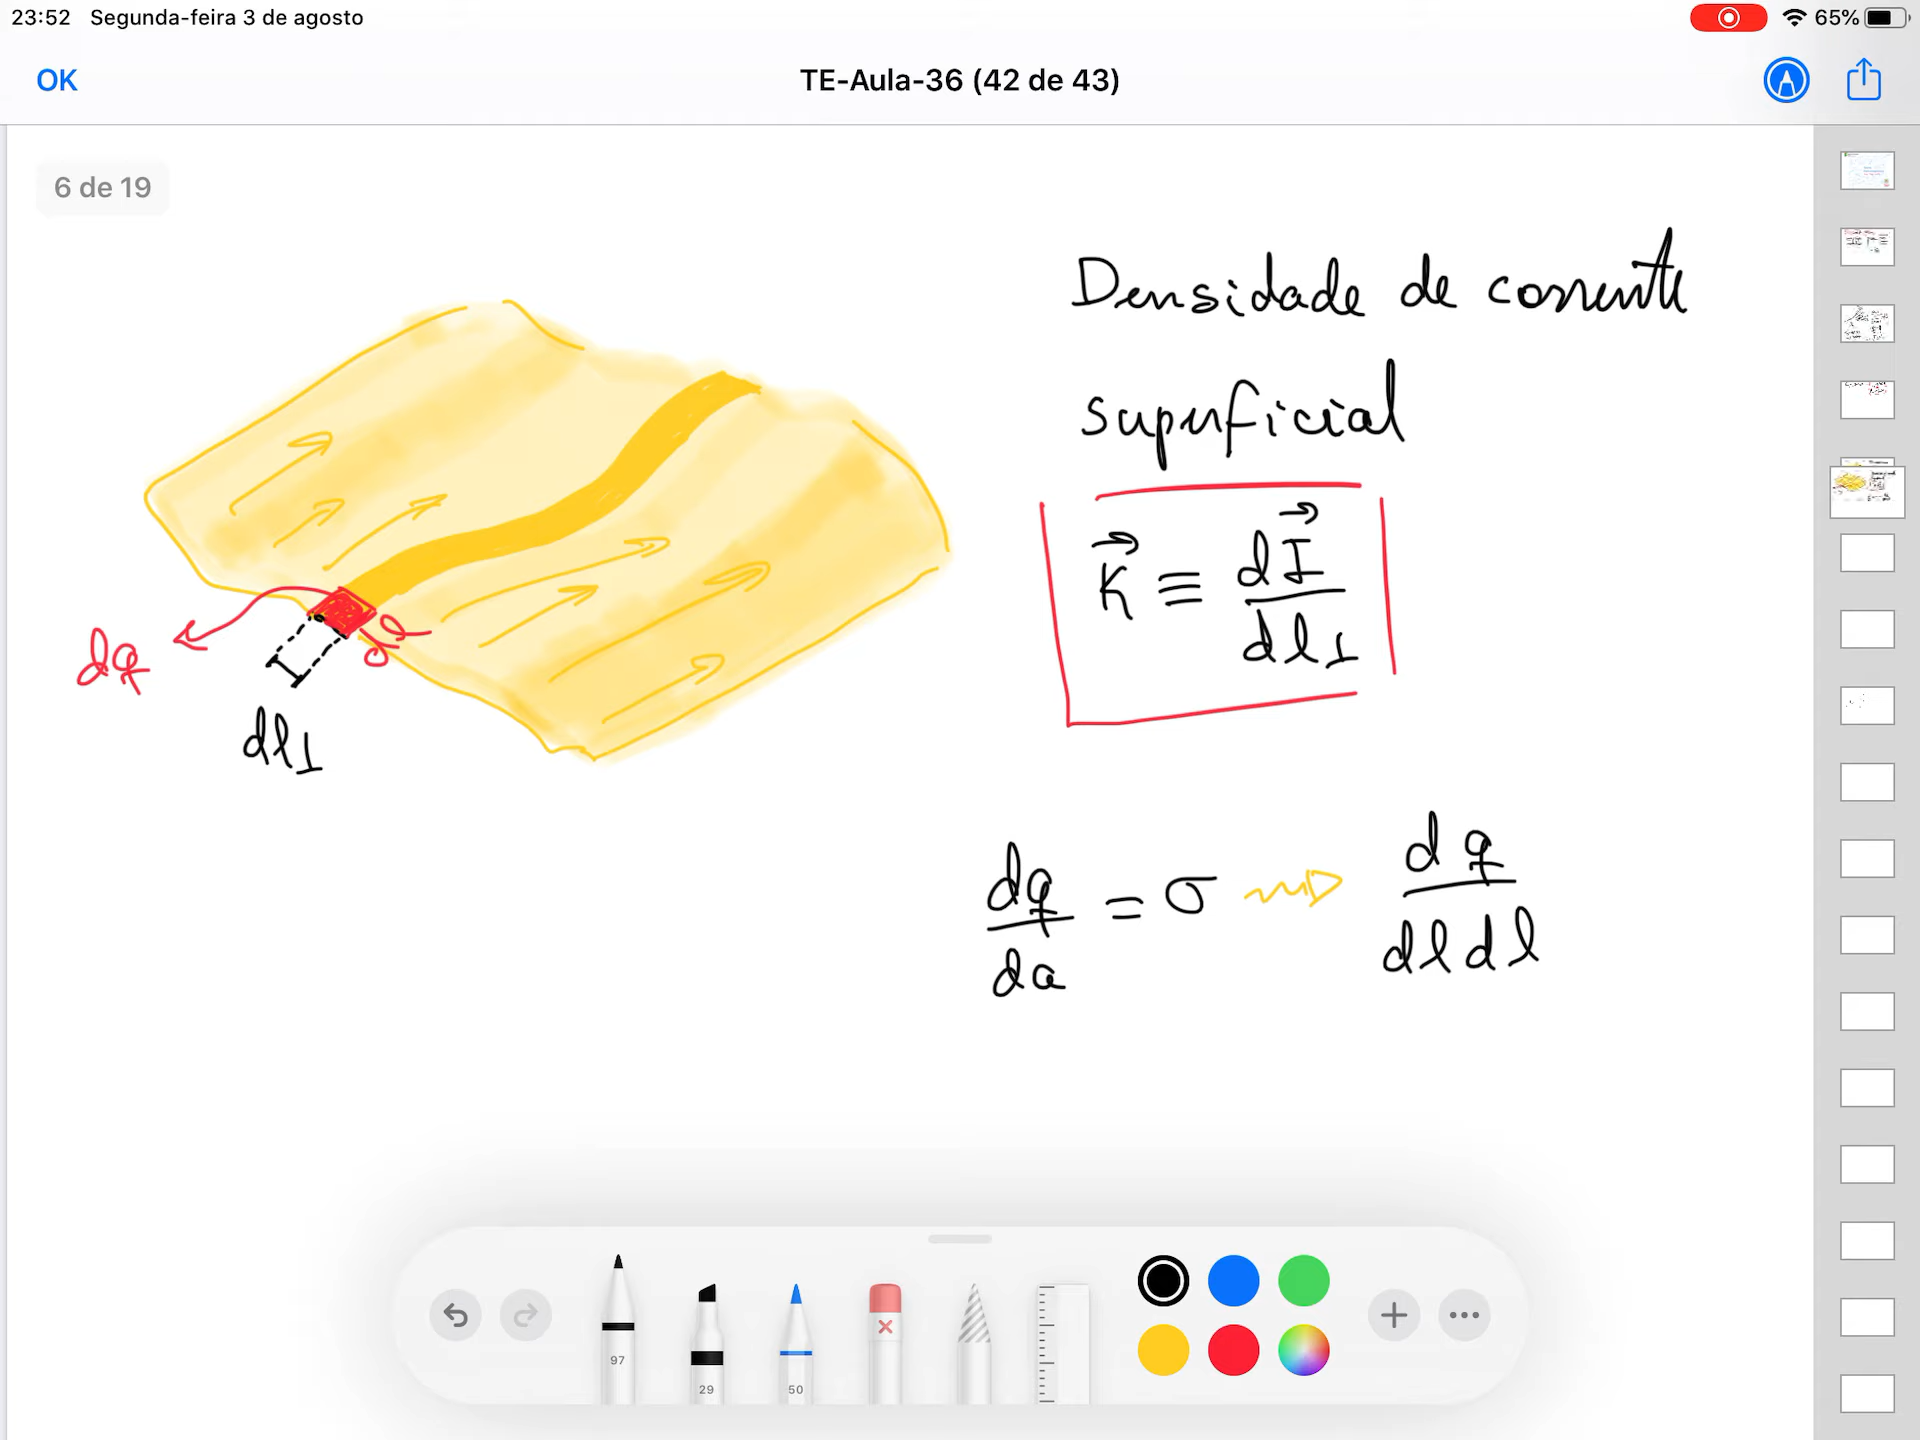 23:52 Segunda-feira 3 de agosto
65%
OK
TE-Aula-36 (42 de 43)
6 de 19
Densidade de corrente
superficial
K⃗ ≡ dI⃗/dl⊥
dq
dl
dl⊥
dq/da = σ ⇝ dq/dl dl
97
29
50